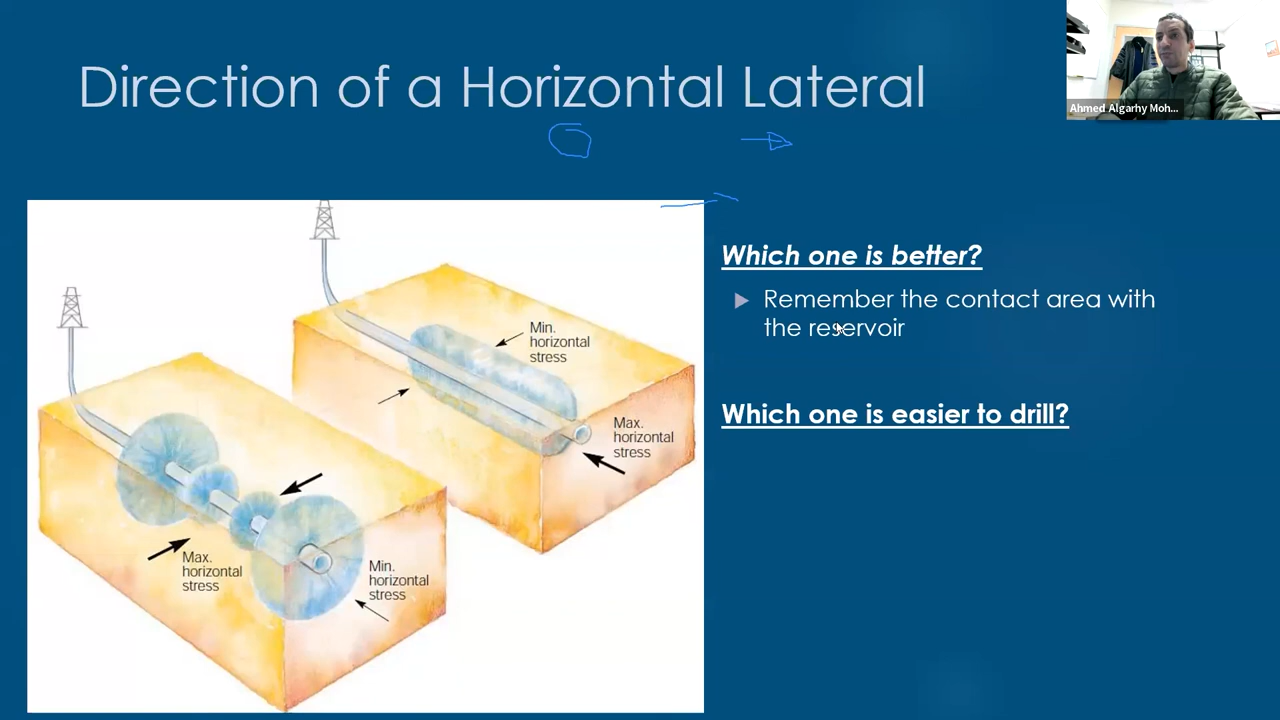 Direction of a Horizontal Lateral
Ahmed Algarhy Moh...
Min.
horizontal
stress
Max.
horizontal
stress
Max.
horizontal
stress
Min.
horizontal
stress
Which one is better?
Remember the contact area with
the reservoir
Which one is easier to drill?